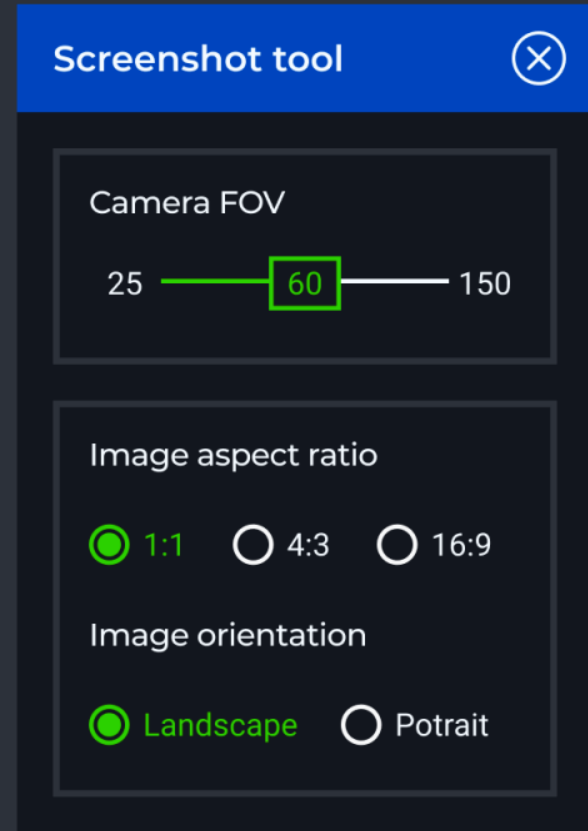 Screenshot tool
Camera FOV
25 60 150
Image aspect ratio
1:1 4:3 16:9
Image orientation
Landscape Potrait